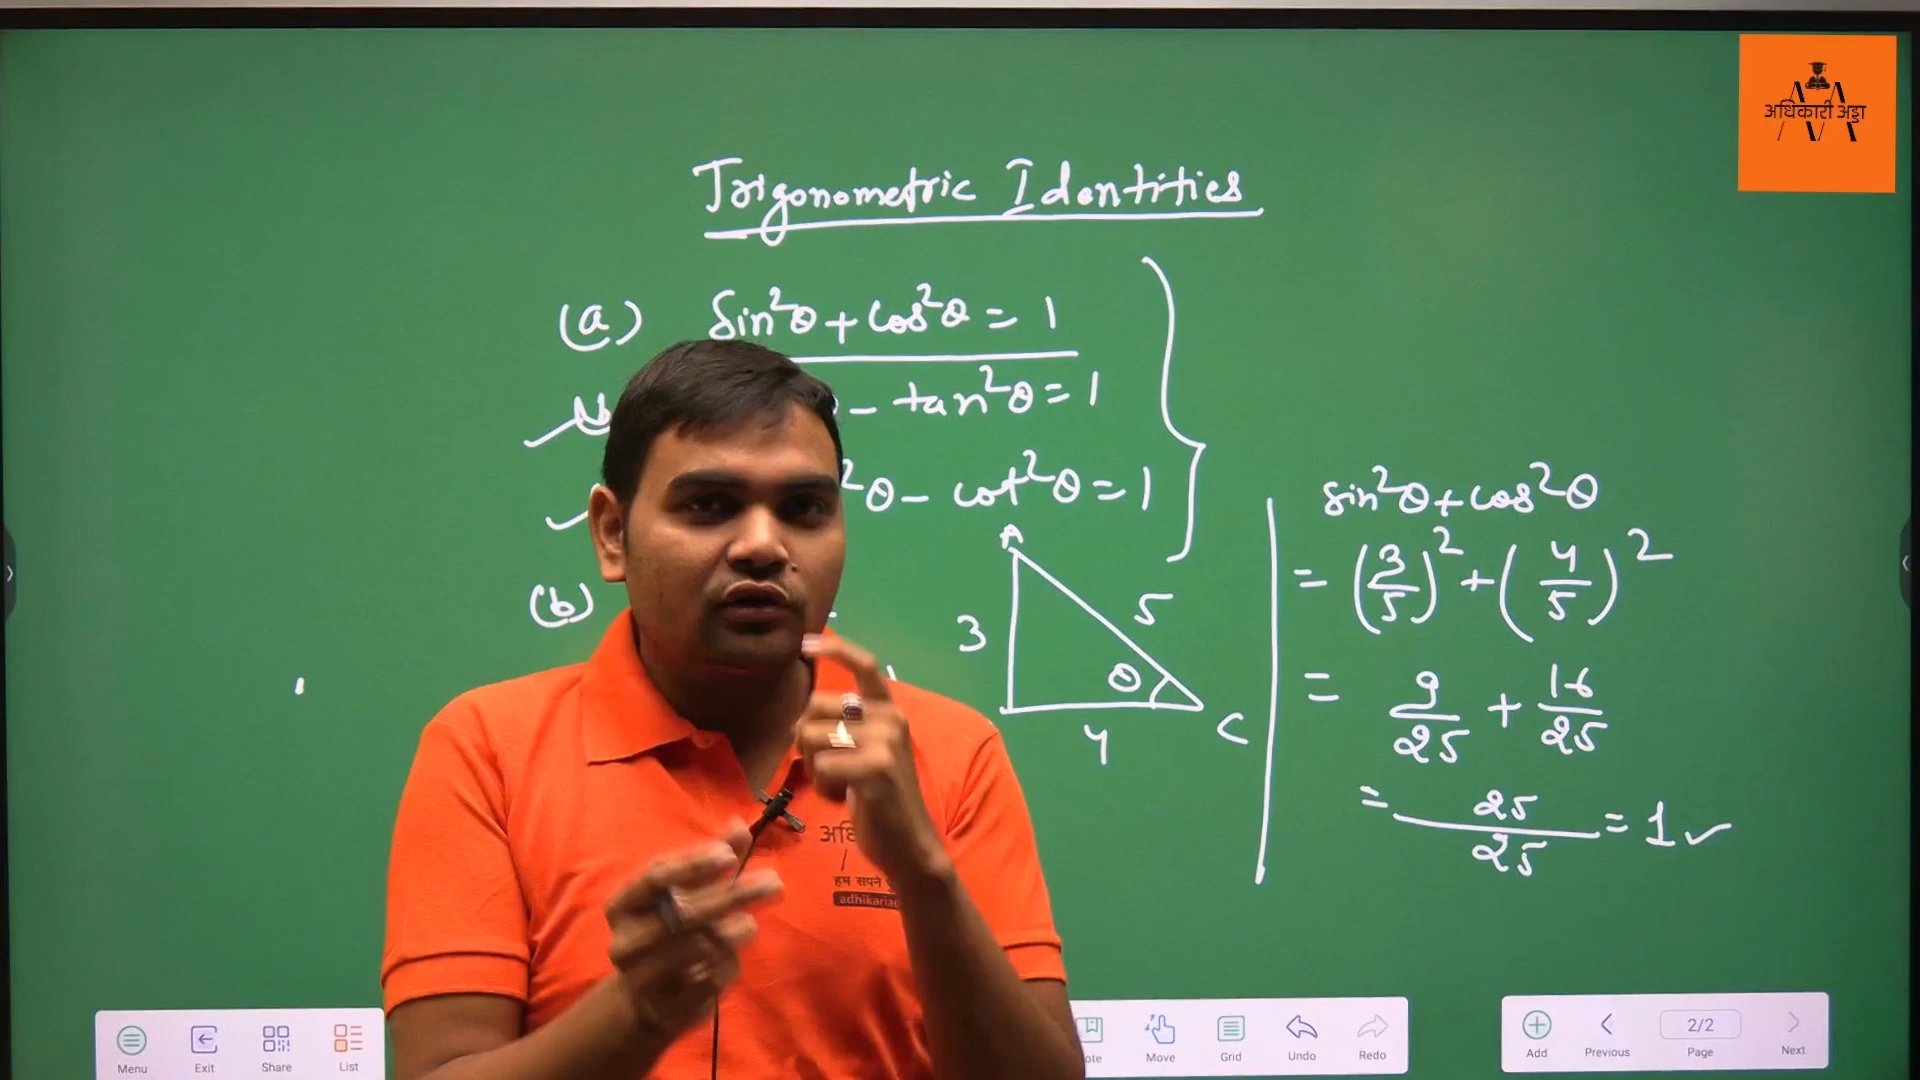 अधिकारी अड्डा
Trigonometric Identities
(a) Sin²θ + Cos²θ = 1
- tan²θ = 1
²θ - cot²θ = 1
(b)
A
3
5
θ
4
C
sin²θ + cos²θ
= (3/5)² + (4/5)²
= 9/25 + 16/25
= 25/25 = 1 ✓
हम सपने
Menu
Exit
Share
List
Move
Grid
Undo
Redo
Add
Previous
2/2
Page
Next